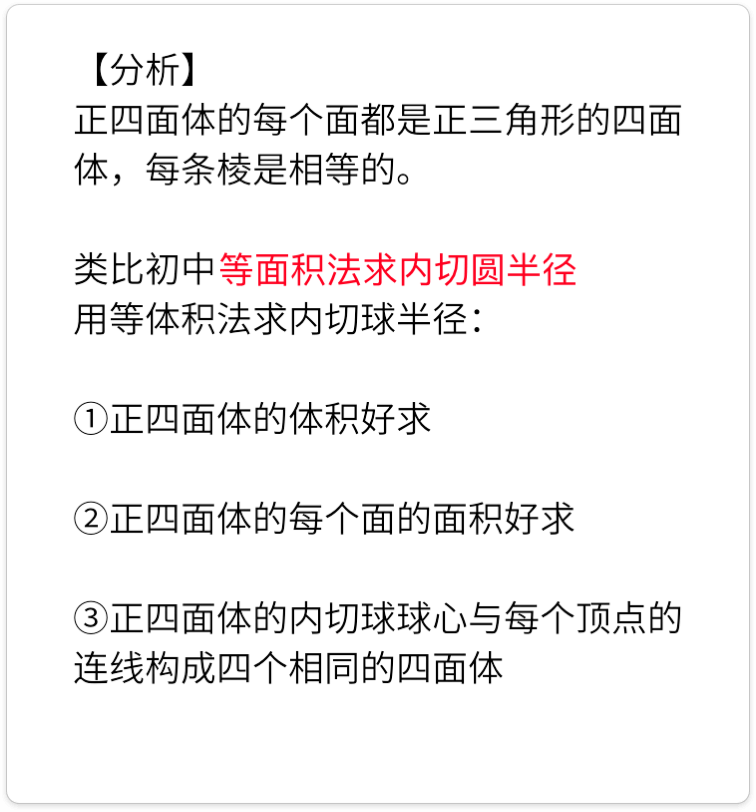 【分析】
正四面体的每个面都是正三角形的四面
体，每条棱是相等的。
类比初中等面积法求内切圆半径
用等体积法求内切球半径：
①正四面体的体积好求
②正四面体的每个面的面积好求
③正四面体的内切球球心与每个顶点的
连线构成四个相同的四面体